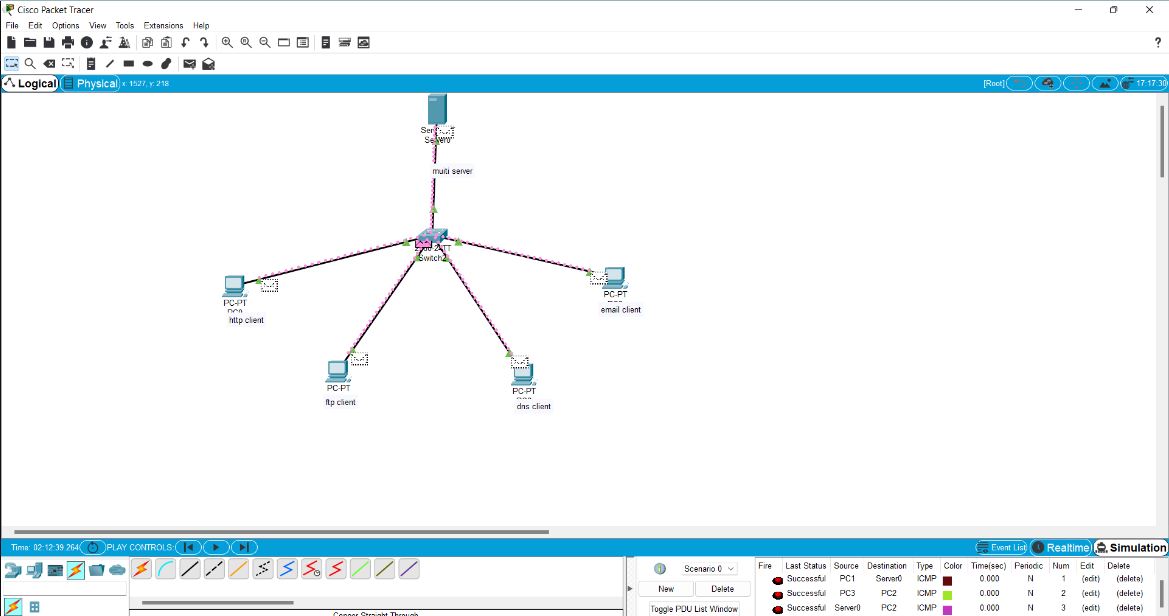 Cisco Packet Tracer
File Edit Options View Tools Extensions Help
?
Logical Physical x: 1527, y: 218 [Root] 17:17:30
Server0
multi server
Switch2
PC-PT
http client
PC-PT
email client
PC-PT
ftp client
PC-PT
dns client
Time: 02:12:39.264 PLAY CONTROLS: Event List Realtime Simulation
Scenario 0
New Delete
Toggle PDU List Window
Copper Straight-Through
Fire Last Status Source Destination Type Color Time(sec) Periodic Num Edit Delete
Successful PC1 Server0 ICMP 0.000 N 1 (edit) (delete)
Successful PC3 PC2 ICMP 0.000 N 2 (edit) (delete)
Successful Server0 PC2 ICMP 0.000 N 3 (edit) (delete)